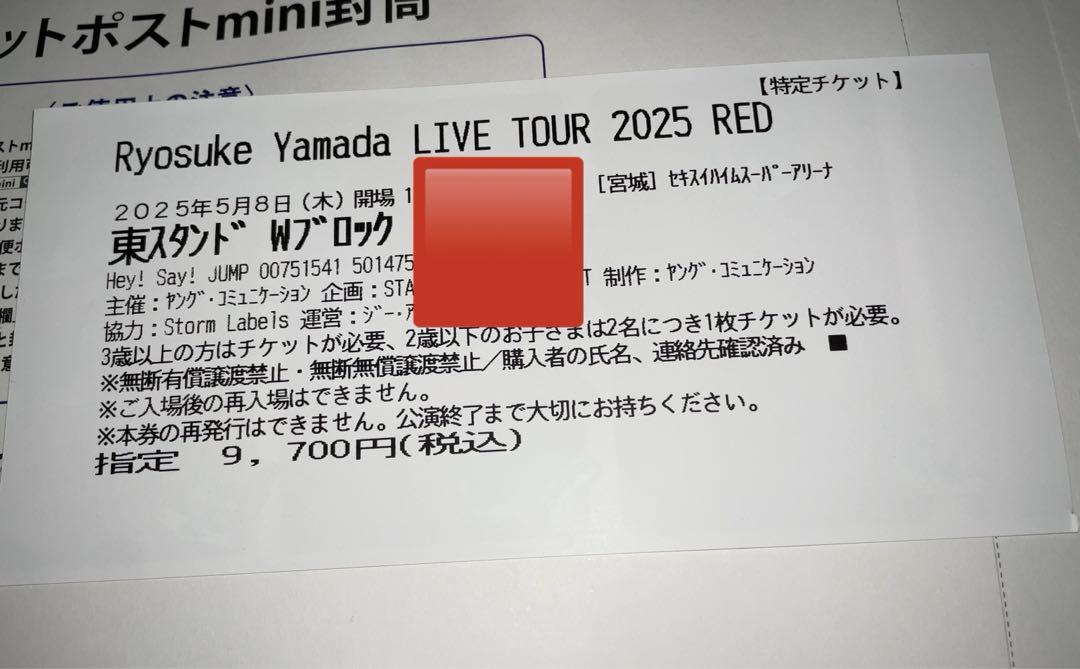 ットポストmini封筒
【特定チケット】
Ryosuke Yamada LIVE TOUR 2025 RED
2025年5月8日(木)開場 1
[宮城] セキスイハイムスーパーアリーナ
東スタンド Wブロック
Hey! Say! JUMP 00751541 501475
主催:ヤング・コミュニケーション 企画:STA
T 制作:ヤング・コミュニケーション
協力:Storm Labels 運営:ジー・ア
3歳以上の方はチケットが必要、2歳以下のお子さまは2名につき1枚チケットが必要。
※無断有償譲渡禁止・無断無償譲渡禁止/購入者の氏名、連絡先確認済み ■
※ご入場後の再入場はできません。
※本券の再発行はできません。公演終了まで大切にお持ちください。
指定 9,700円(税込)